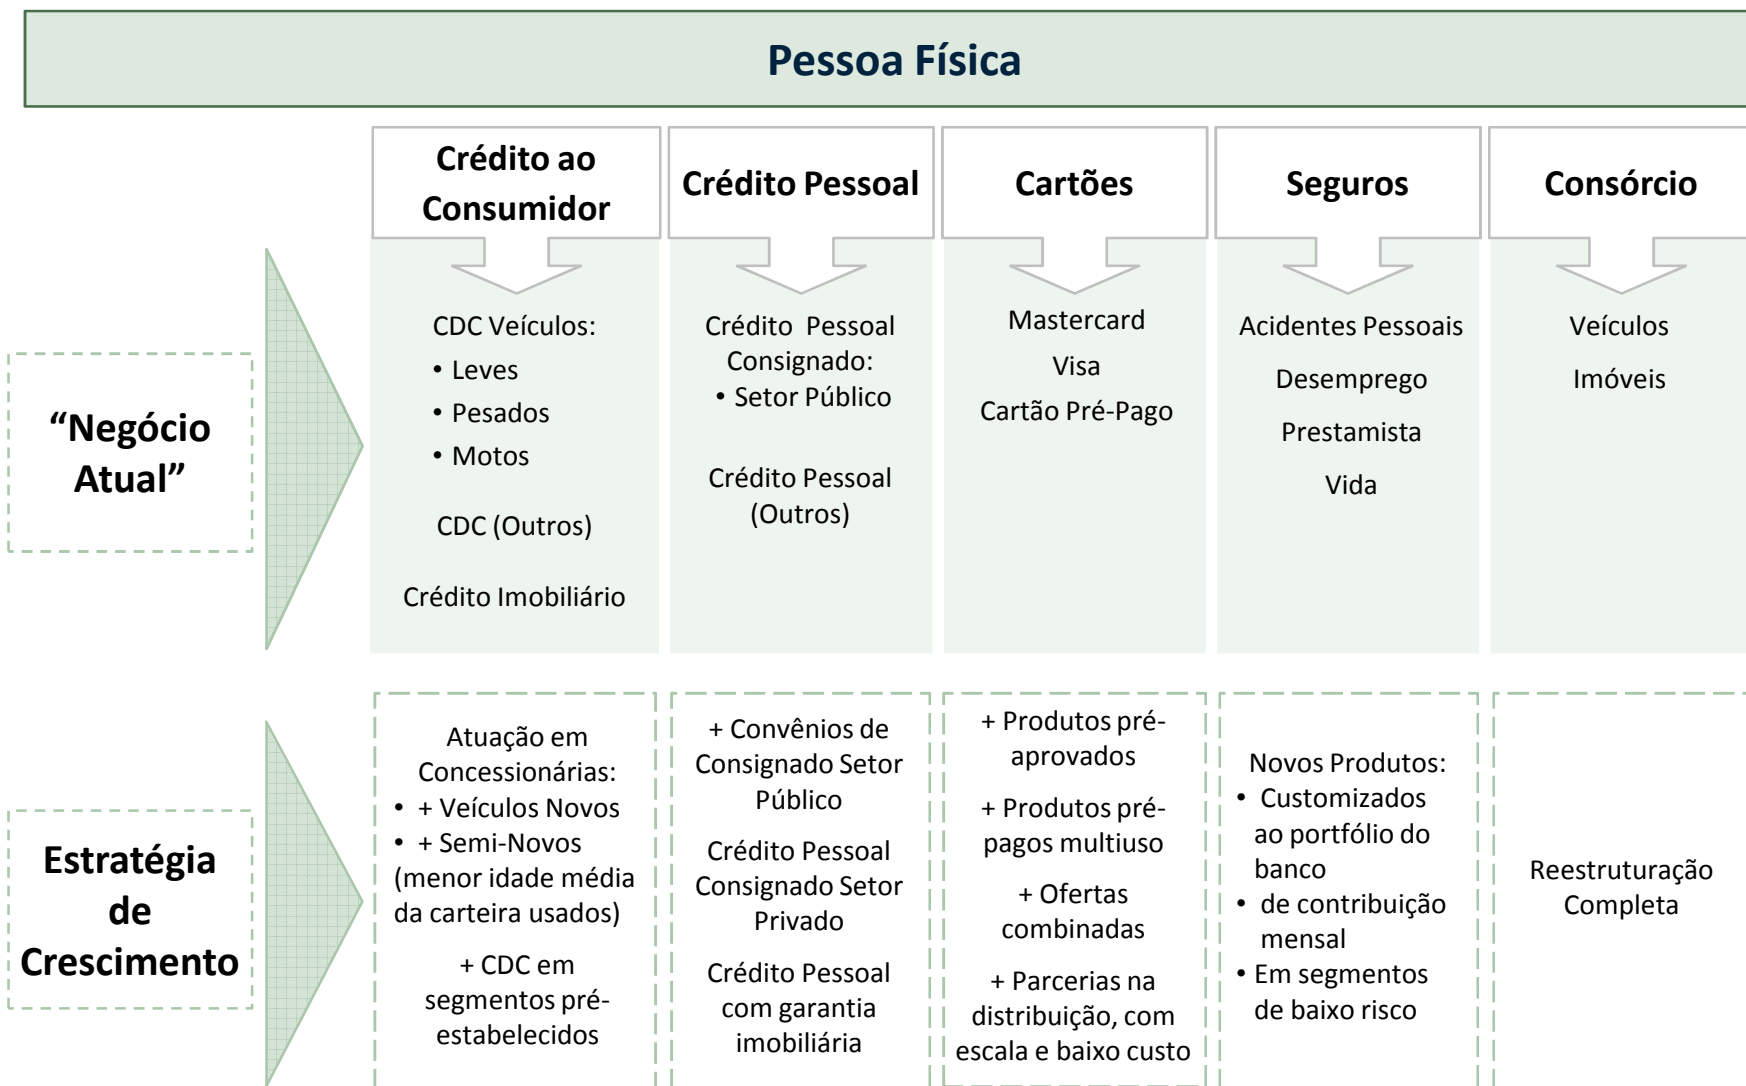 Pessoa Física
Crédito ao
Consumidor
Crédito Pessoal
Cartões
Seguros
Consórcio
“Negócio
Atual”
CDC Veículos:
• Leves
• Pesados
• Motos
CDC (Outros)
Crédito Imobiliário
Crédito Pessoal
Consignado:
• Setor Público
Crédito Pessoal
(Outros)
Mastercard
Visa
Cartão Pré-Pago
Acidentes Pessoais
Desemprego
Prestamista
Vida
Veículos
Imóveis
Estratégia
de
Crescimento
Atuação em
Concessionárias:
• + Veículos Novos
• + Semi-Novos
(menor idade média
da carteira usados)
+ CDC em
segmentos pré-
estabelecidos
+ Convênios de
Consignado Setor
Público
Crédito Pessoal
Consignado Setor
Privado
Crédito Pessoal
com garantia
imobiliária
+ Produtos pré-
aprovados
+ Produtos pré-
pagos multiuso
+ Ofertas
combinadas
+ Parcerias na
distribuição, com
escala e baixo custo
Novos Produtos:
• Customizados
ao portfólio do
banco
• de contribuição
mensal
• Em segmentos
de baixo risco
Reestruturação
Completa